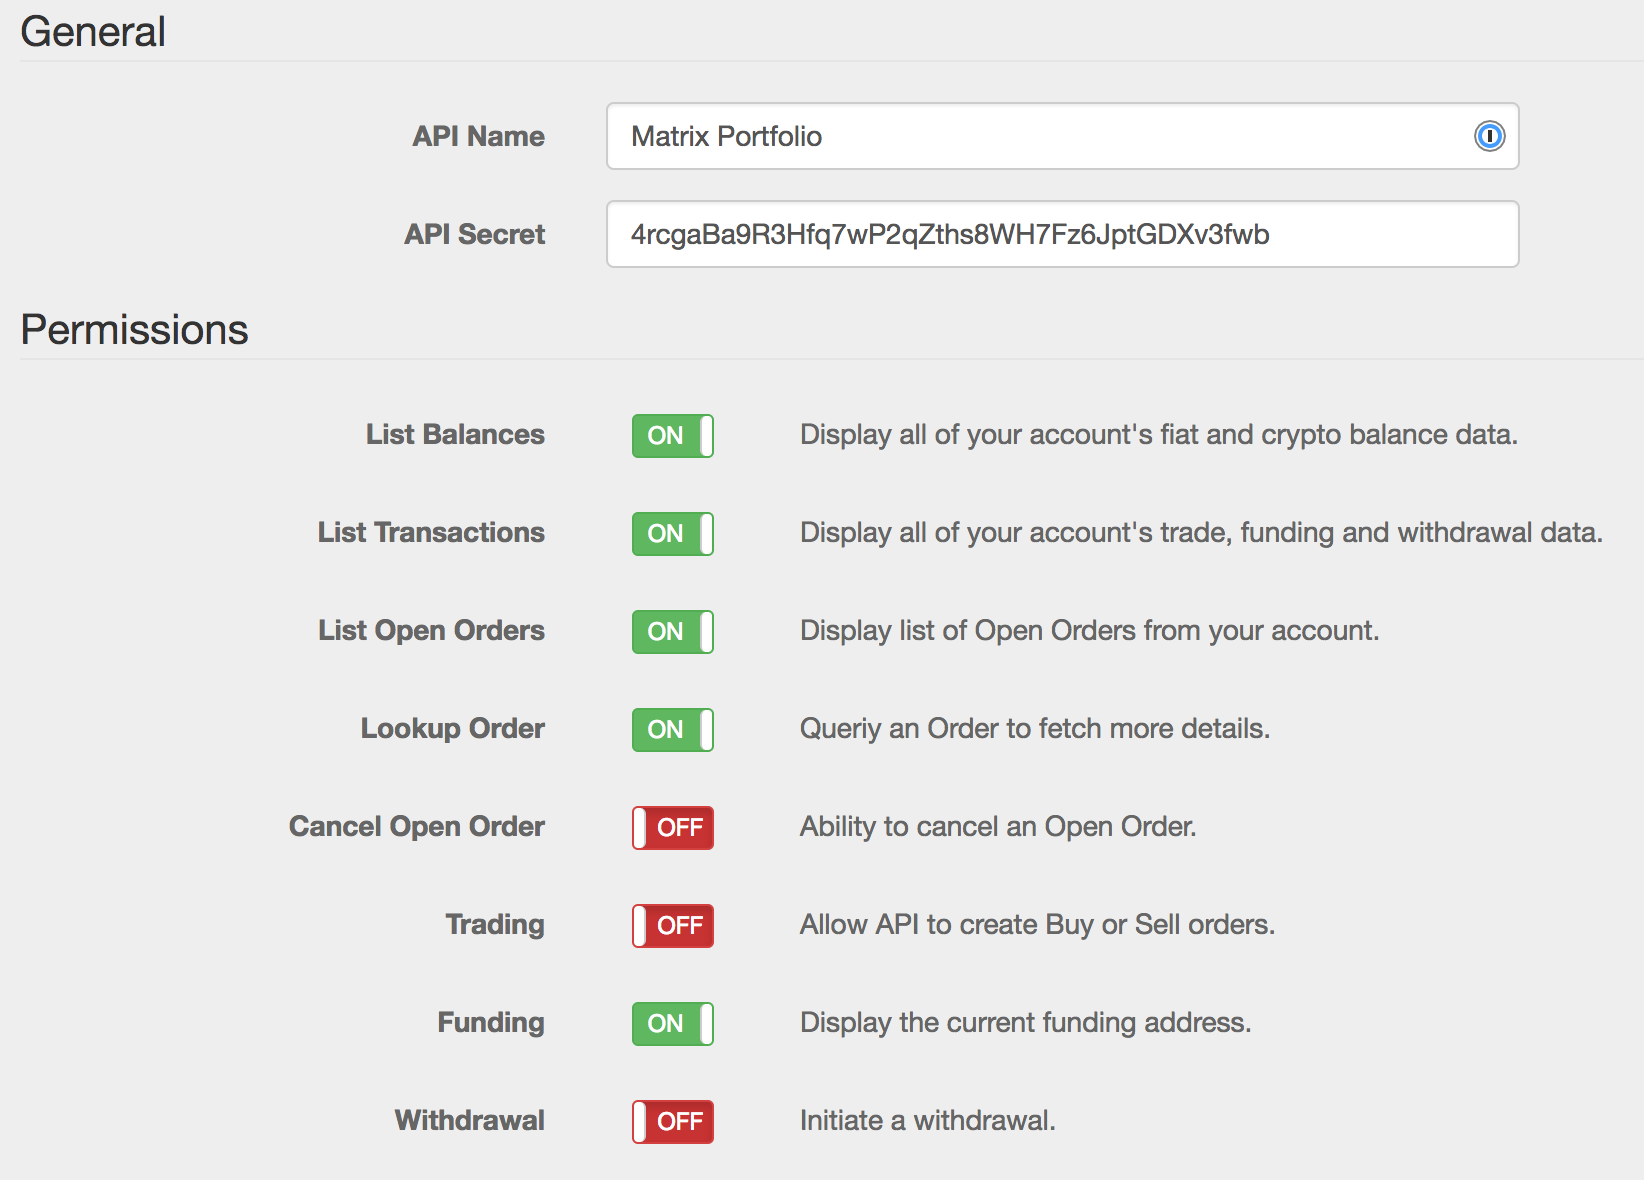 General
API Name Matrix Portfolio
API Secret 4rcgaBa9R3Hfq7wP2qZths8WH7Fz6JptGDXv3fwb
Permissions
List Balances ON Display all of your account's fiat and crypto balance data.
List Transactions ON Display all of your account's trade, funding and withdrawal data.
List Open Orders ON Display list of Open Orders from your account.
Lookup Order ON Queriy an Order to fetch more details.
Cancel Open Order OFF Ability to cancel an Open Order.
Trading OFF Allow API to create Buy or Sell orders.
Funding ON Display the current funding address.
Withdrawal OFF Initiate a withdrawal.